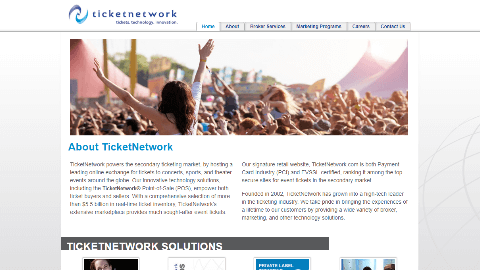 ticketnetwork
tickets. technology. innovation.
Home About Broker Services Marketing Programs Careers Contact Us
About TicketNetwork
TicketNetwork powers the secondary ticketing market, by hosting a
leading online exchange for tickets to concerts, sports, and theater
events around the globe. Our innovative technology solutions,
including the TicketNetwork® Point-of-Sale (POS), empower both
ticket buyers and sellers. With a comprehensive selection of more
than $5.5 billion in real-time ticket inventory, TicketNetwork's
extensive marketplace provides much sought-after event tickets.
Our signature retail website, TicketNetwork.com is both Payment
Card Industry (PCI) and EV/SSL certified, ranking it among the top
secure sites for event tickets in the secondary market.
Founded in 2002, TicketNetwork has grown into a high-tech leader
in the ticketing industry. We take pride in bringing the experiences of
a lifetime to our customers by providing a wide variety of broker,
marketing, and other technology solutions.
TICKETNETWORK SOLUTIONS
PRIVATE LABEL